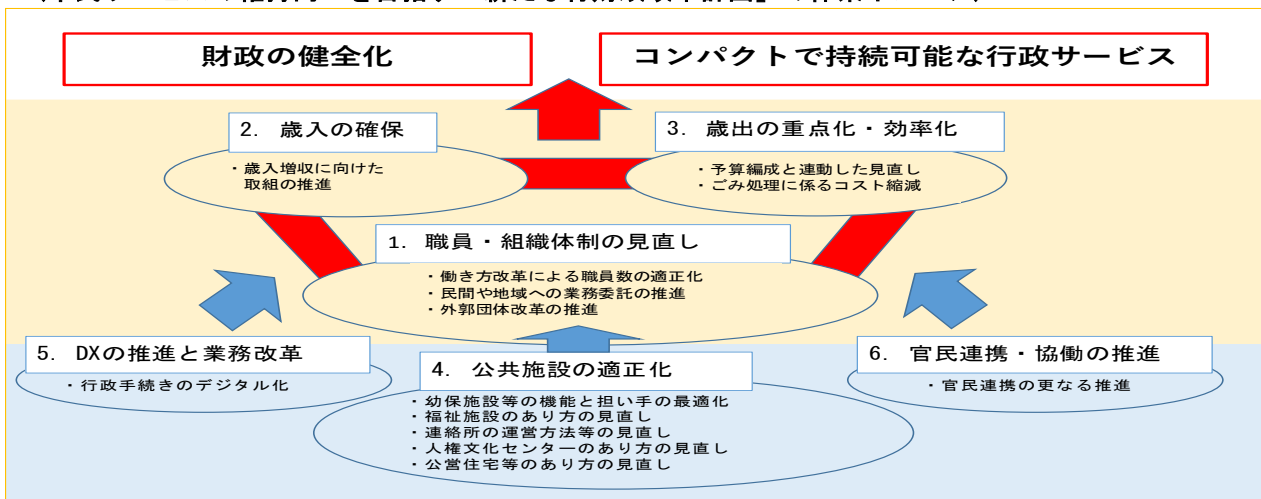 財政の健全化
コンパクトで持続可能な行政サービス
2. 歳入の確保
・歳入増収に向けた
取組の推進
3. 歳出の重点化・効率化
・予算編成と連動した見直し
・ごみ処理に係るコスト縮減
1. 職員・組織体制の見直し
・働き方改革による職員数の適正化
・民間や地域への業務委託の推進
・外郭団体改革の推進
5. DXの推進と業務改革
・行政手続きのデジタル化
4. 公共施設の適正化
・幼保施設等の機能と担い手の最適化
・福祉施設のあり方の見直し
・連絡所の運営方法等の見直し
・人権文化センターのあり方の見直し
・公営住宅等のあり方の見直し
6. 官民連携・協働の推進
・官民連携の更なる推進